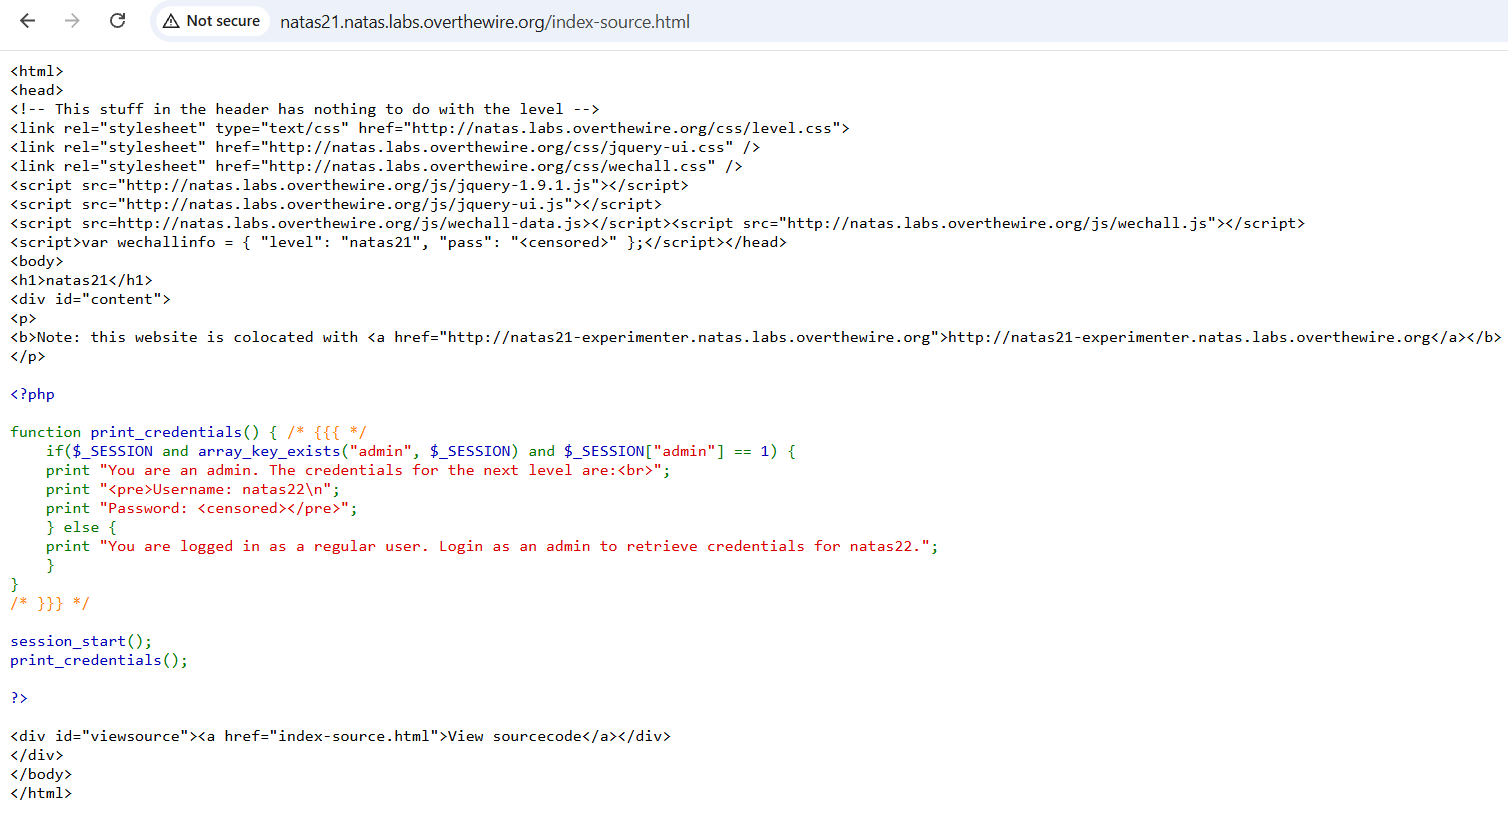 Not secure natas21.natas.labs.overthewire.org/index-source.html
<html>
<head>
<!-- This stuff in the header has nothing to do with the level -->
<link rel="stylesheet" type="text/css" href="http://natas.labs.overthewire.org/css/level.css">
<link rel="stylesheet" href="http://natas.labs.overthewire.org/css/jquery-ui.css" />
<link rel="stylesheet" href="http://natas.labs.overthewire.org/css/wechall.css" />
<script src="http://natas.labs.overthewire.org/js/jquery-1.9.1.js"></script>
<script src="http://natas.labs.overthewire.org/js/jquery-ui.js"></script>
<script src=http://natas.labs.overthewire.org/js/wechall-data.js></script><script src="http://natas.labs.overthewire.org/js/wechall.js"></script>
<script>var wechallinfo = { "level": "natas21", "pass": "<censored>" };</script></head>
<body>
<h1>natas21</h1>
<div id="content">
<p>
<b>Note: this website is colocated with <a href="http://natas21-experimenter.natas.labs.overthewire.org">http://natas21-experimenter.natas.labs.overthewire.org</a></b>
</p>

<?php

function print_credentials() { /* {{{ */
    if($_SESSION and array_key_exists("admin", $_SESSION) and $_SESSION["admin"] == 1) {
    print "You are an admin. The credentials for the next level are:<br>";
    print "<pre>Username: natas22\n";
    print "Password: <censored></pre>";
    } else {
    print "You are logged in as a regular user. Login as an admin to retrieve credentials for natas22.";
    }
}
/* }}} */

session_start();
print_credentials();

?>

<div id="viewsource"><a href="index-source.html">View sourcecode</a></div>
</div>
</body>
</html>